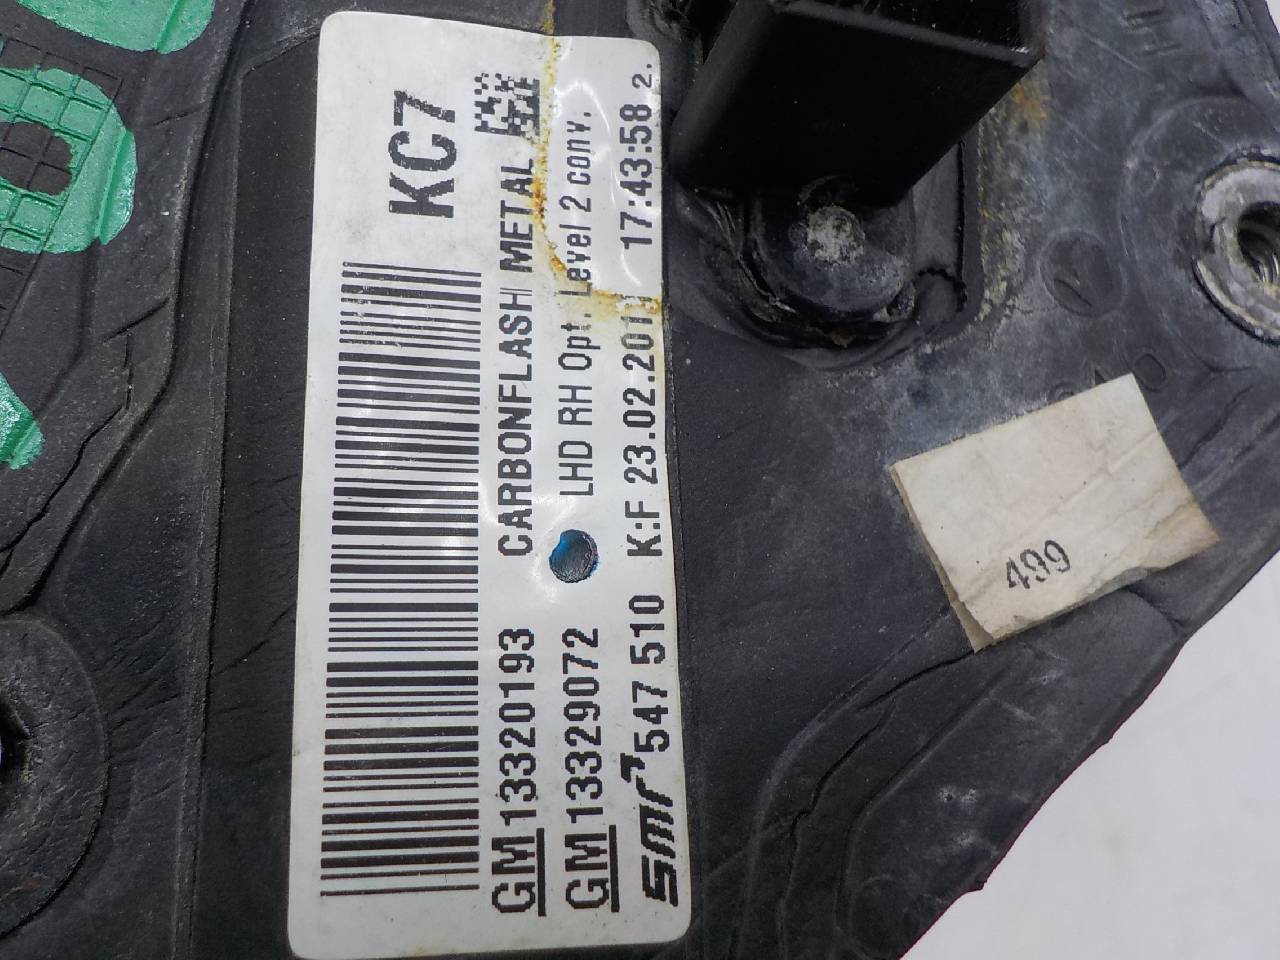 KC7
GM 13320193 CARBONFLASH METAL
GM 13329072 LHD RH Opt. Level 2 conv.
smr 547 510 K:F 23.02.201 17:43:58 2.
499